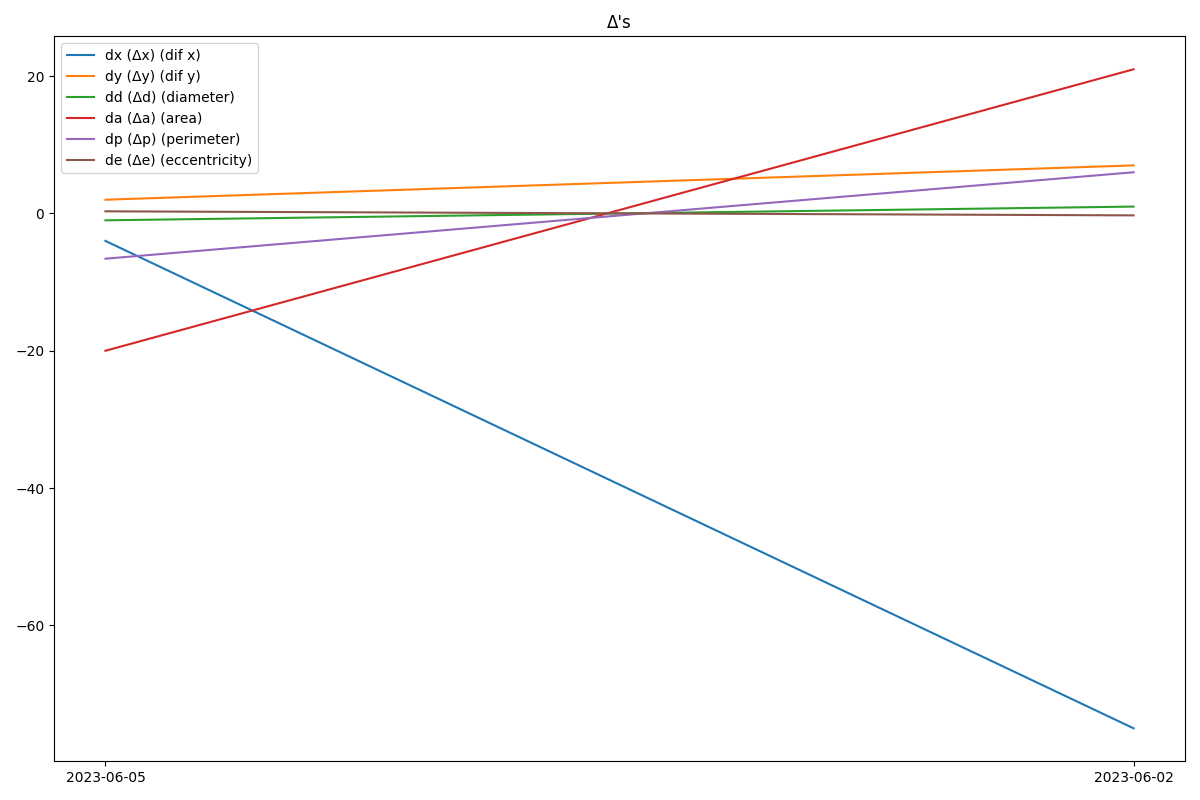 Δ's
dx (Δx) (dif x)
dy (Δy) (dif y)
dd (Δd) (diameter)
da (Δa) (area)
dp (Δp) (perimeter)
de (Δe) (eccentricity)
20
0
−20
−40
−60
2023-06-05
2023-06-02